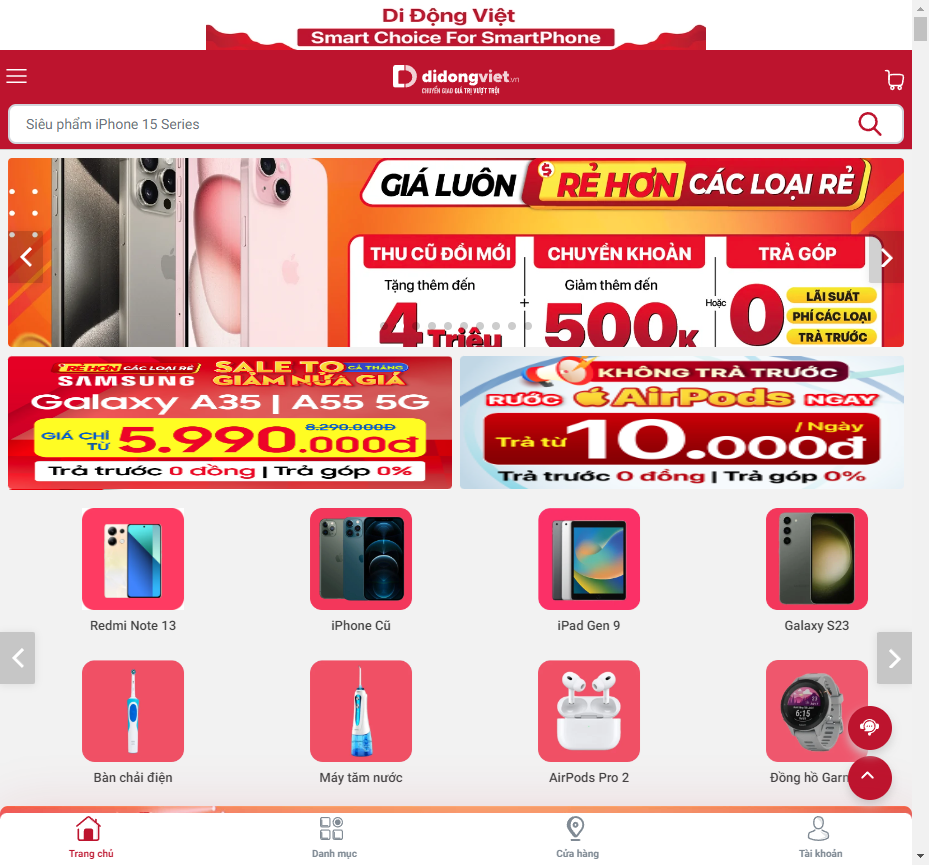 Di Động Việt
Smart Choice For SmartPhone
didongviet.vn
CHUYỂN GIAO GIÁ TRỊ VƯỢT TRỘI
Siêu phẩm iPhone 15 Series
GIÁ LUÔN RẺ HƠN CÁC LOẠI RẺ
THU CŨ ĐỔI MỚI
Tặng thêm đến
4 Triệu
+
CHUYỂN KHOẢN
Giảm thêm đến
500K
Hoặc
TRẢ GÓP
0
LÃI SUẤT
PHÍ CÁC LOẠI
TRẢ TRƯỚC
RẺ HƠN CÁC LOẠI RẺ
SAMSUNG
SALE TO CẢ THÁNG
GIẢM NỬA GIÁ
Galaxy A35 | A55 5G
GIÁ CHỈ TỪ 5.990.000đ
8.290.000Đ
Trả trước 0 đồng | Trả góp 0%
KHÔNG TRẢ TRƯỚC
RƯỚC AirPods NGAY
Trả từ 10.000đ
/ Ngày
Trả trước 0 đồng | Trả góp 0%
Redmi Note 13
iPhone Cũ
iPad Gen 9
Galaxy S23
6:15
Bàn chải điện
Máy tăm nước
AirPods Pro 2
Đồng hồ Garm
Trang chủ
Danh mục
Cửa hàng
Tài khoản